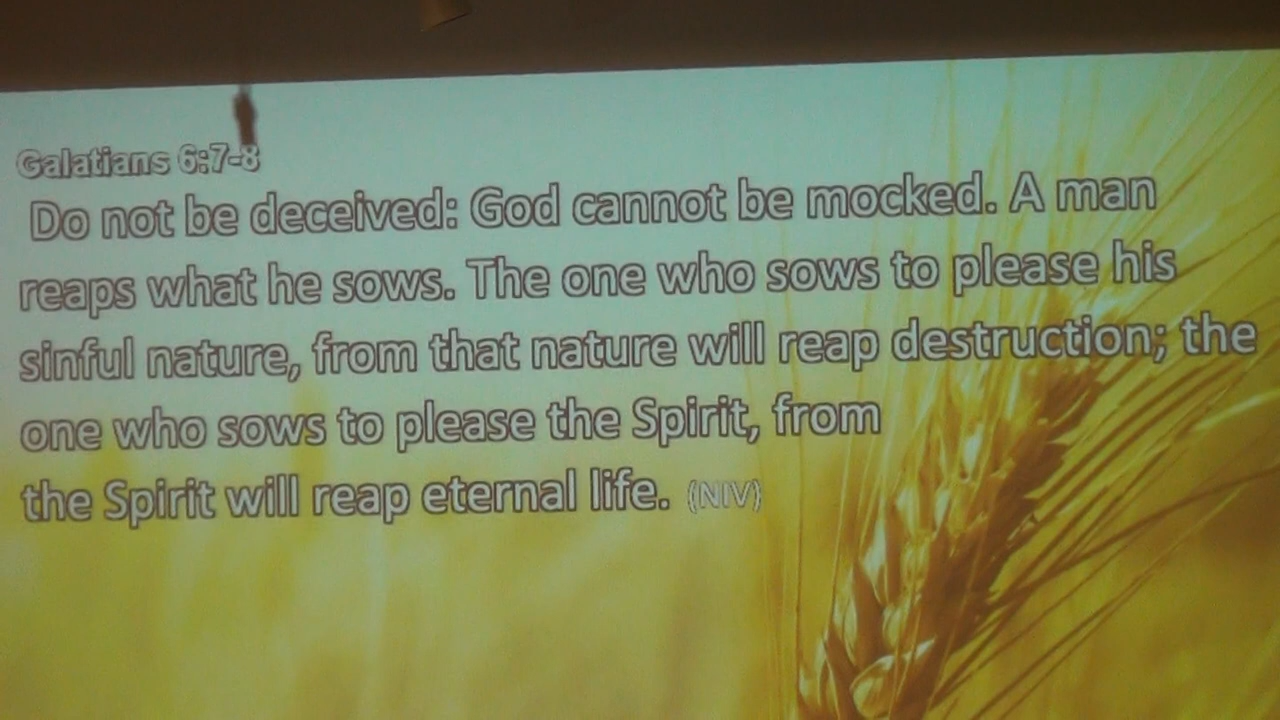 Galatians 6:7-8
Do not be deceived: God cannot be mocked. A man
reaps what he sows. The one who sows to please his
sinful nature, from that nature will reap destruction; the
one who sows to please the Spirit, from
the Spirit will reap eternal life. (NIV)